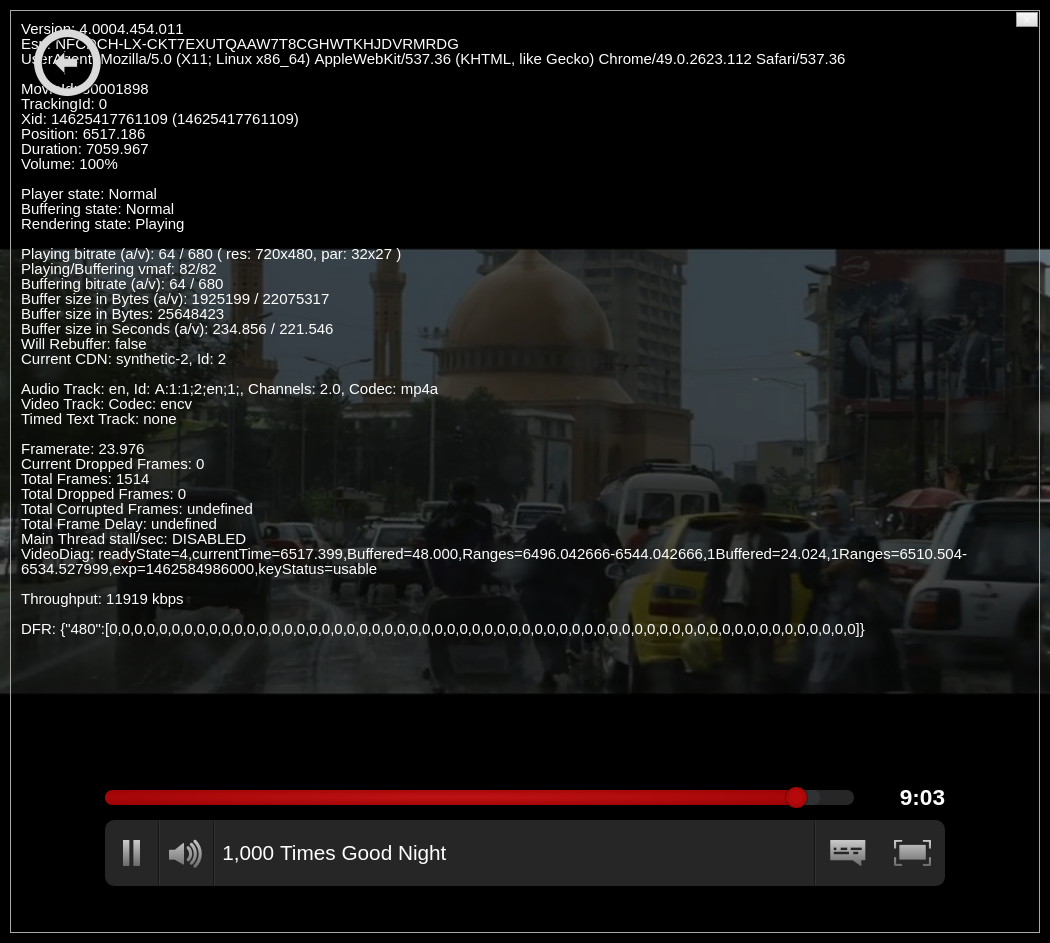 Version: 4.0004.454.011
Esn: NFCDCH-LX-CKT7EXUTQAAW7T8CGHWTKHJDVRMRDG
UserAgent: Mozilla/5.0 (X11; Linux x86_64) AppleWebKit/537.36 (KHTML, like Gecko) Chrome/49.0.2623.112 Safari/537.36
MovieId: 80001898
TrackingId: 0
Xid: 14625417761109 (14625417761109)
Position: 6517.186
Duration: 7059.967
Volume: 100%
Player state: Normal
Buffering state: Normal
Rendering state: Playing
Playing bitrate (a/v): 64 / 680 ( res: 720x480, par: 32x27 )
Playing/Buffering vmaf: 82/82
Buffering bitrate (a/v): 64 / 680
Buffer size in Bytes (a/v): 1925199 / 22075317
Buffer size in Bytes: 25648423
Buffer size in Seconds (a/v): 234.856 / 221.546
Will Rebuffer: false
Current CDN: synthetic-2, Id: 2
Audio Track: en, Id: A:1:1;2;en;1;, Channels: 2.0, Codec: mp4a
Video Track: Codec: encv
Timed Text Track: none
Framerate: 23.976
Current Dropped Frames: 0
Total Frames: 1514
Total Dropped Frames: 0
Total Corrupted Frames: undefined
Total Frame Delay: undefined
Main Thread stall/sec: DISABLED
VideoDiag: readyState=4,currentTime=6517.399,Buffered=48.000,Ranges=6496.042666-6544.042666,1Buffered=24.024,1Ranges=6510.504-
6534.527999,exp=1462584986000,keyStatus=usable
Throughput: 11919 kbps
DFR: {"480":[0,0,0,0,0,0,0,0,0,0,0,0,0,0,0,0,0,0,0,0,0,0,0,0,0,0,0,0,0,0,0,0,0,0,0,0,0,0,0,0,0,0,0,0,0,0,0,0,0,0,0,0,0,0,0,0,0,0,0,0]}
9:03
1,000 Times Good Night